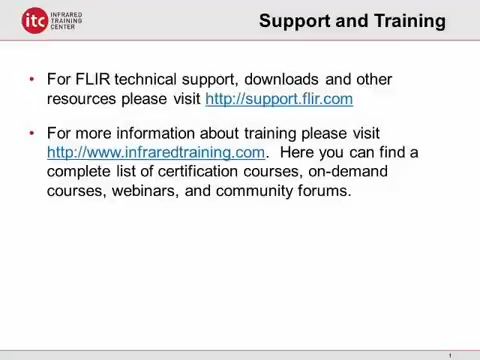 itc
INFRARED
TRAINING
CENTER
Support and Training
• For FLIR technical support, downloads and other
resources please visit http://support.flir.com
• For more information about training please visit
http://www.infraredtraining.com. Here you can find a
complete list of certification courses, on-demand
courses, webinars, and community forums.
1